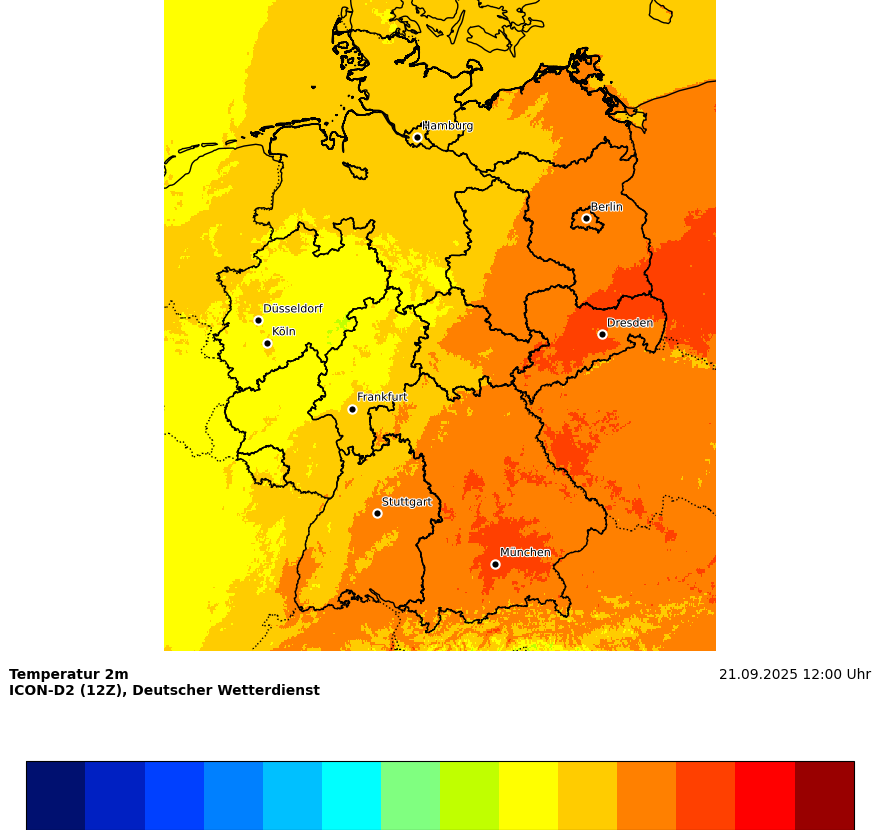 Hamburg
Berlin
Düsseldorf
Köln
Dresden
Frankfurt
Stuttgart
München
Temperatur 2m
21.09.2025 12:00 Uhr
ICON-D2 (12Z), Deutscher Wetterdienst